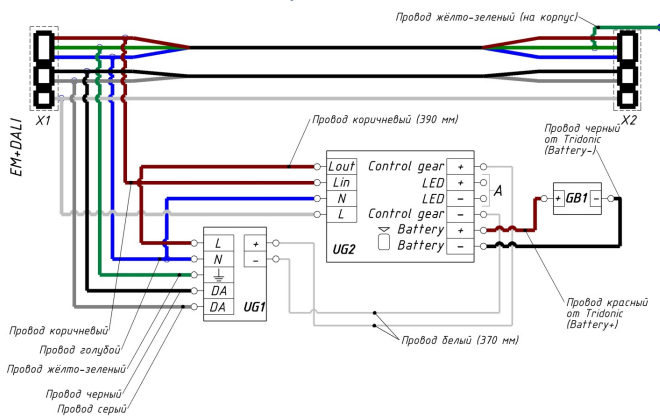 Провод жёлто-зеленый (на корпус)
X1
X2
EM+DALI
Провод коричневый (390 мм)
Провод черный
от Tridonic
(Battery-)
Lout
Control gear +
Lin
LED +
N
LED -
A
L
Control gear -
Battery +
Battery -
UG2
+ GB1 -
L
+
N
-
DA
DA
UG1
Провод красный
от Tridonic
(Battery+)
Провод коричневый
Провод голубой
Провод белый (370 мм)
Провод жёлто-зеленый
Провод черный
Провод серый